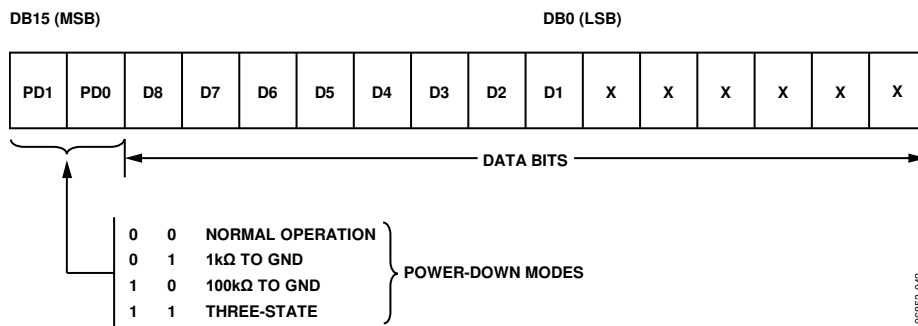 DB15 (MSB) DB0 (LSB)
PD1 PD0 D8 D7 D6 D5 D4 D3 D2 D1 X X X X X X
DATA BITS
0 0 NORMAL OPERATION
0 1 1kΩ TO GND
1 0 100kΩ TO GND
1 1 THREE-STATE
POWER-DOWN MODES